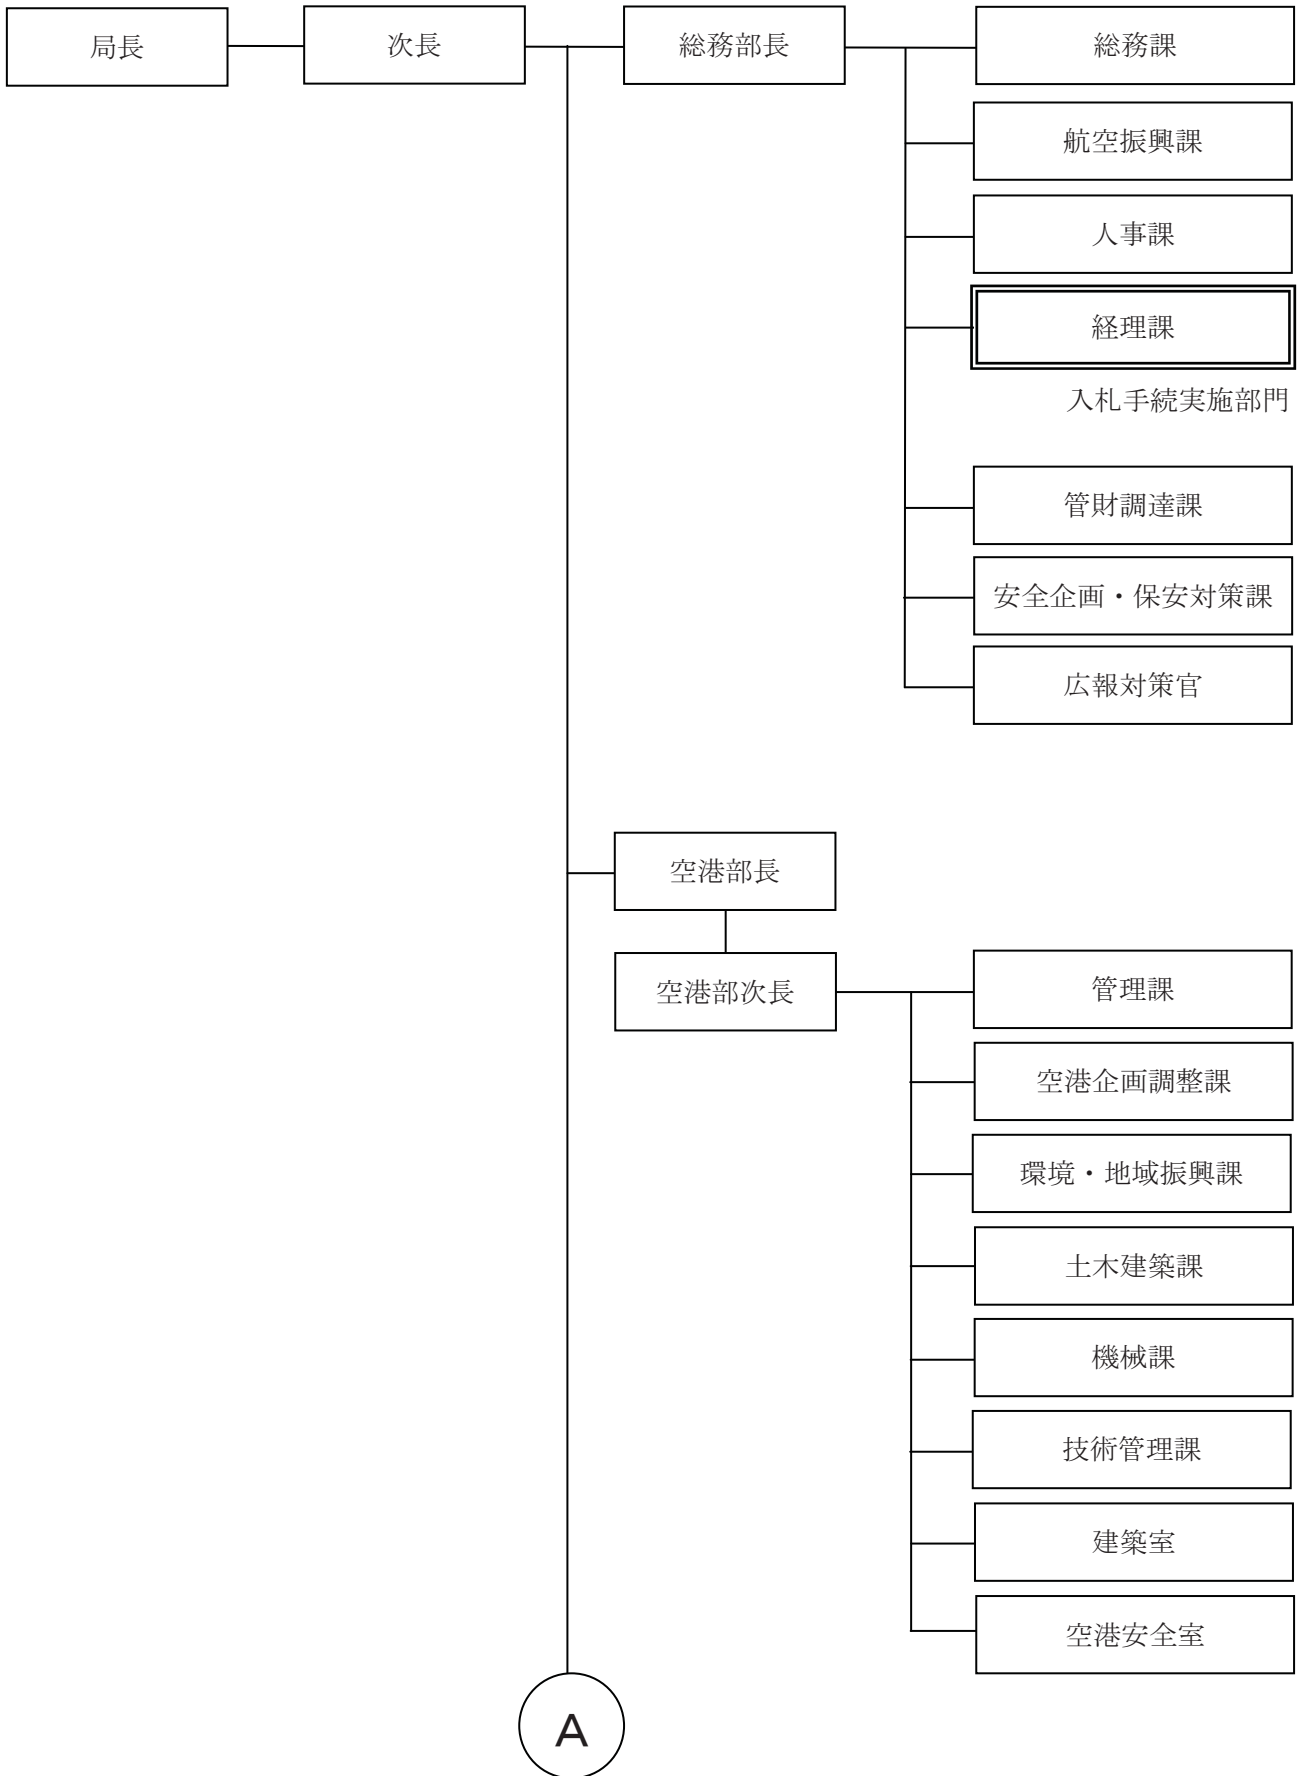 局長
次長
総務部長
総務課
航空振興課
人事課
経理課
入札手続実施部門
管財調達課
安全企画・保安対策課
広報対策官
空港部長
空港部次長
管理課
空港企画調整課
環境・地域振興課
土木建築課
機械課
技術管理課
建築室
空港安全室
A